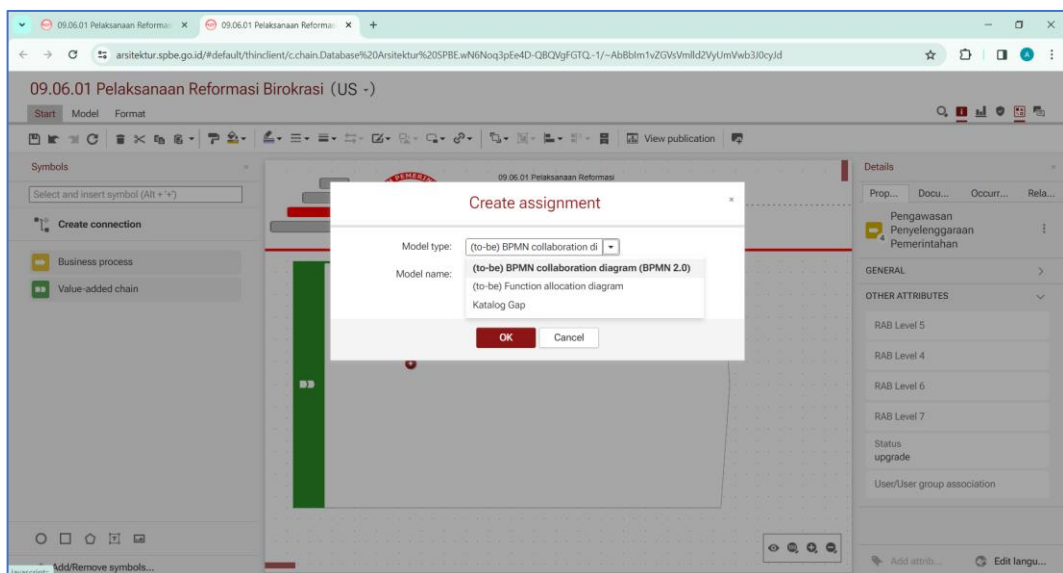 09.06.01 Pelaksanaan Reforma
09.06.01 Pelaksanaan Reforma
arsitektur.spbe.go.id/#default/thinclient/c.chain.Database%20Arsitektur%20SPBE.wN6Noq3pEe4D-QBQVgFGTQ.-1/~AbBbIm1vZGVsVmlld2VyUmVwb3J0cyJd
09.06.01 Pelaksanaan Reformasi Birokrasi (US -)
Start Model Format
View publication
Symbols
Select and insert symbol (Alt + '+')
Create connection
Business process
Value-added chain
Add/Remove symbols...
javascript:
PEMERIN
09.06.01 Pelaksanaan Reformasi
Create assignment
Model type: (to-be) BPMN collaboration di
Model name:
(to-be) BPMN collaboration diagram (BPMN 2.0)
(to-be) Function allocation diagram
Katalog Gap
OK Cancel
Details
Prop... Docu... Occurr... Rela...
4
Pengawasan
Penyelenggaraan
Pemerintahan
GENERAL
OTHER ATTRIBUTES
RAB Level 5
RAB Level 4
RAB Level 6
RAB Level 7
Status
upgrade
User/User group association
Add attrib... Edit langu...